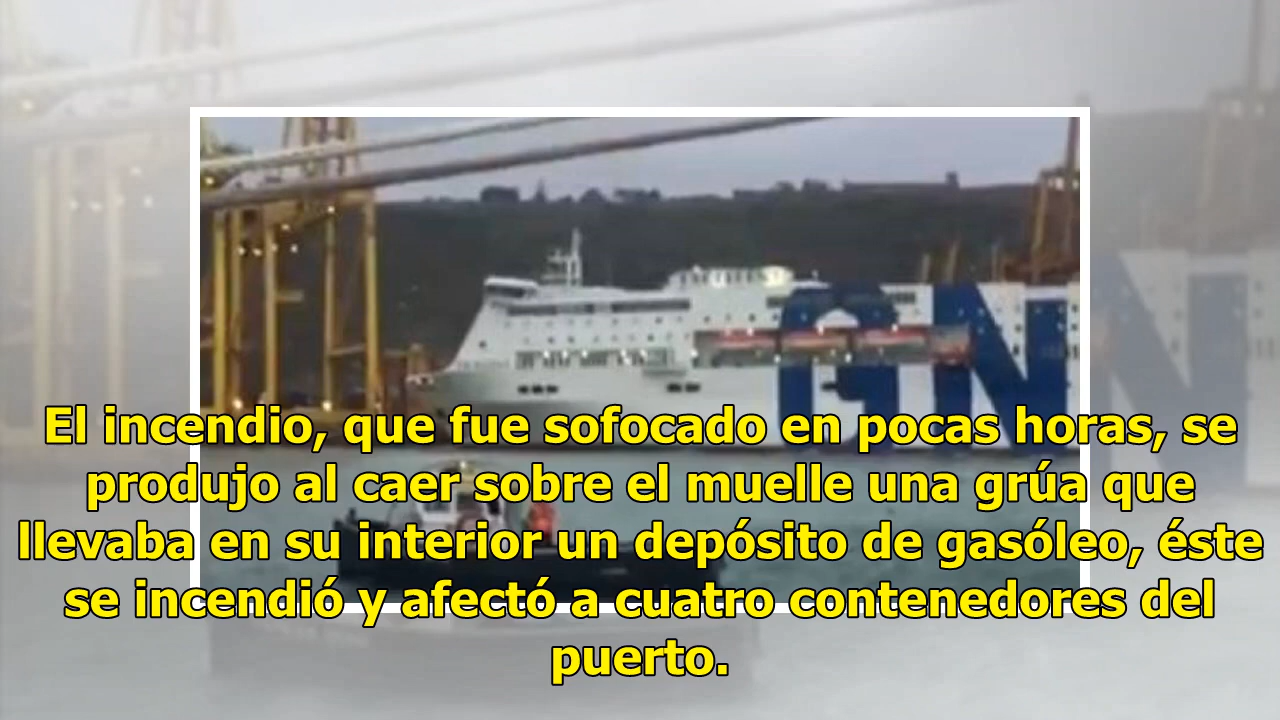 GN
El incendio, que fue sofocado en pocas horas, se
produjo al caer sobre el muelle una grúa que
llevaba en su interior un depósito de gasóleo, éste
se incendió y afectó a cuatro contenedores del
puerto.